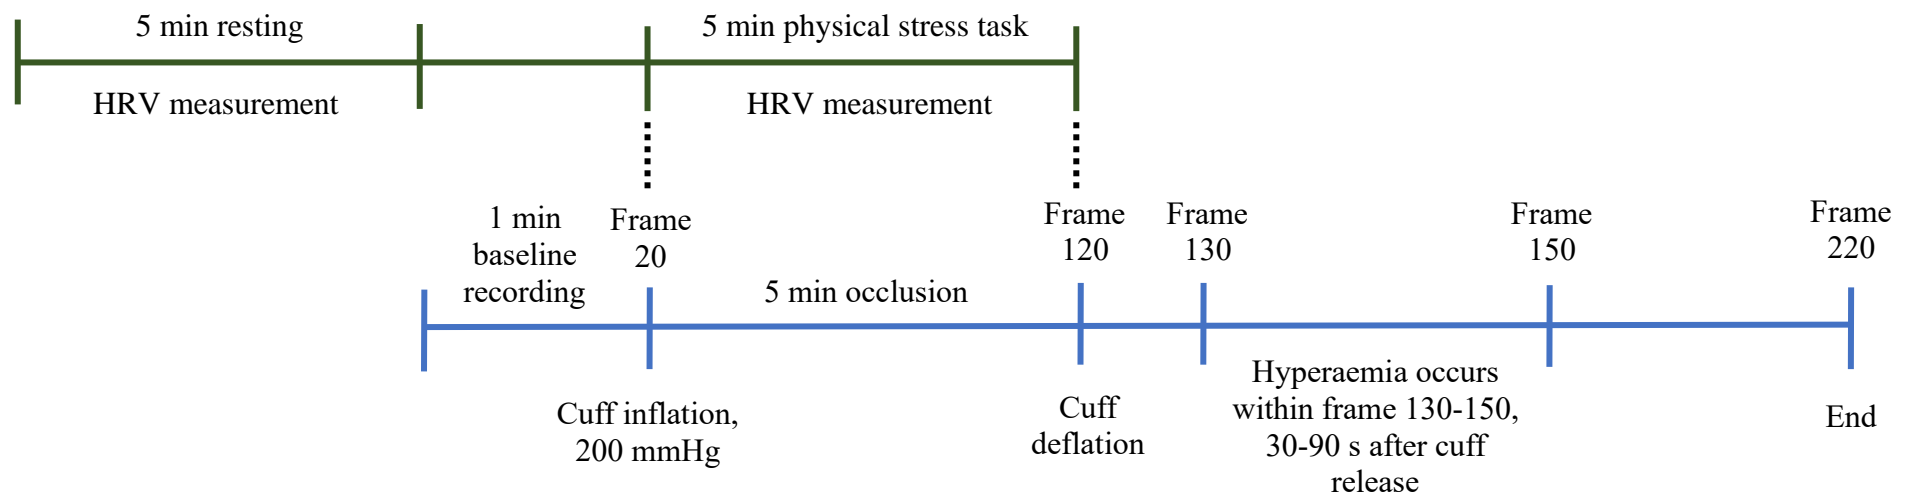 5 min resting
5 min physical stress task
HRV measurement
HRV measurement
1 min
baseline
recording
Frame
20
Frame
120
Frame
130
Frame
150
Frame
220
5 min occlusion
Cuff inflation,
200 mmHg
Cuff
deflation
Hyperaemia occurs
within frame 130-150,
30-90 s after cuff
release
End